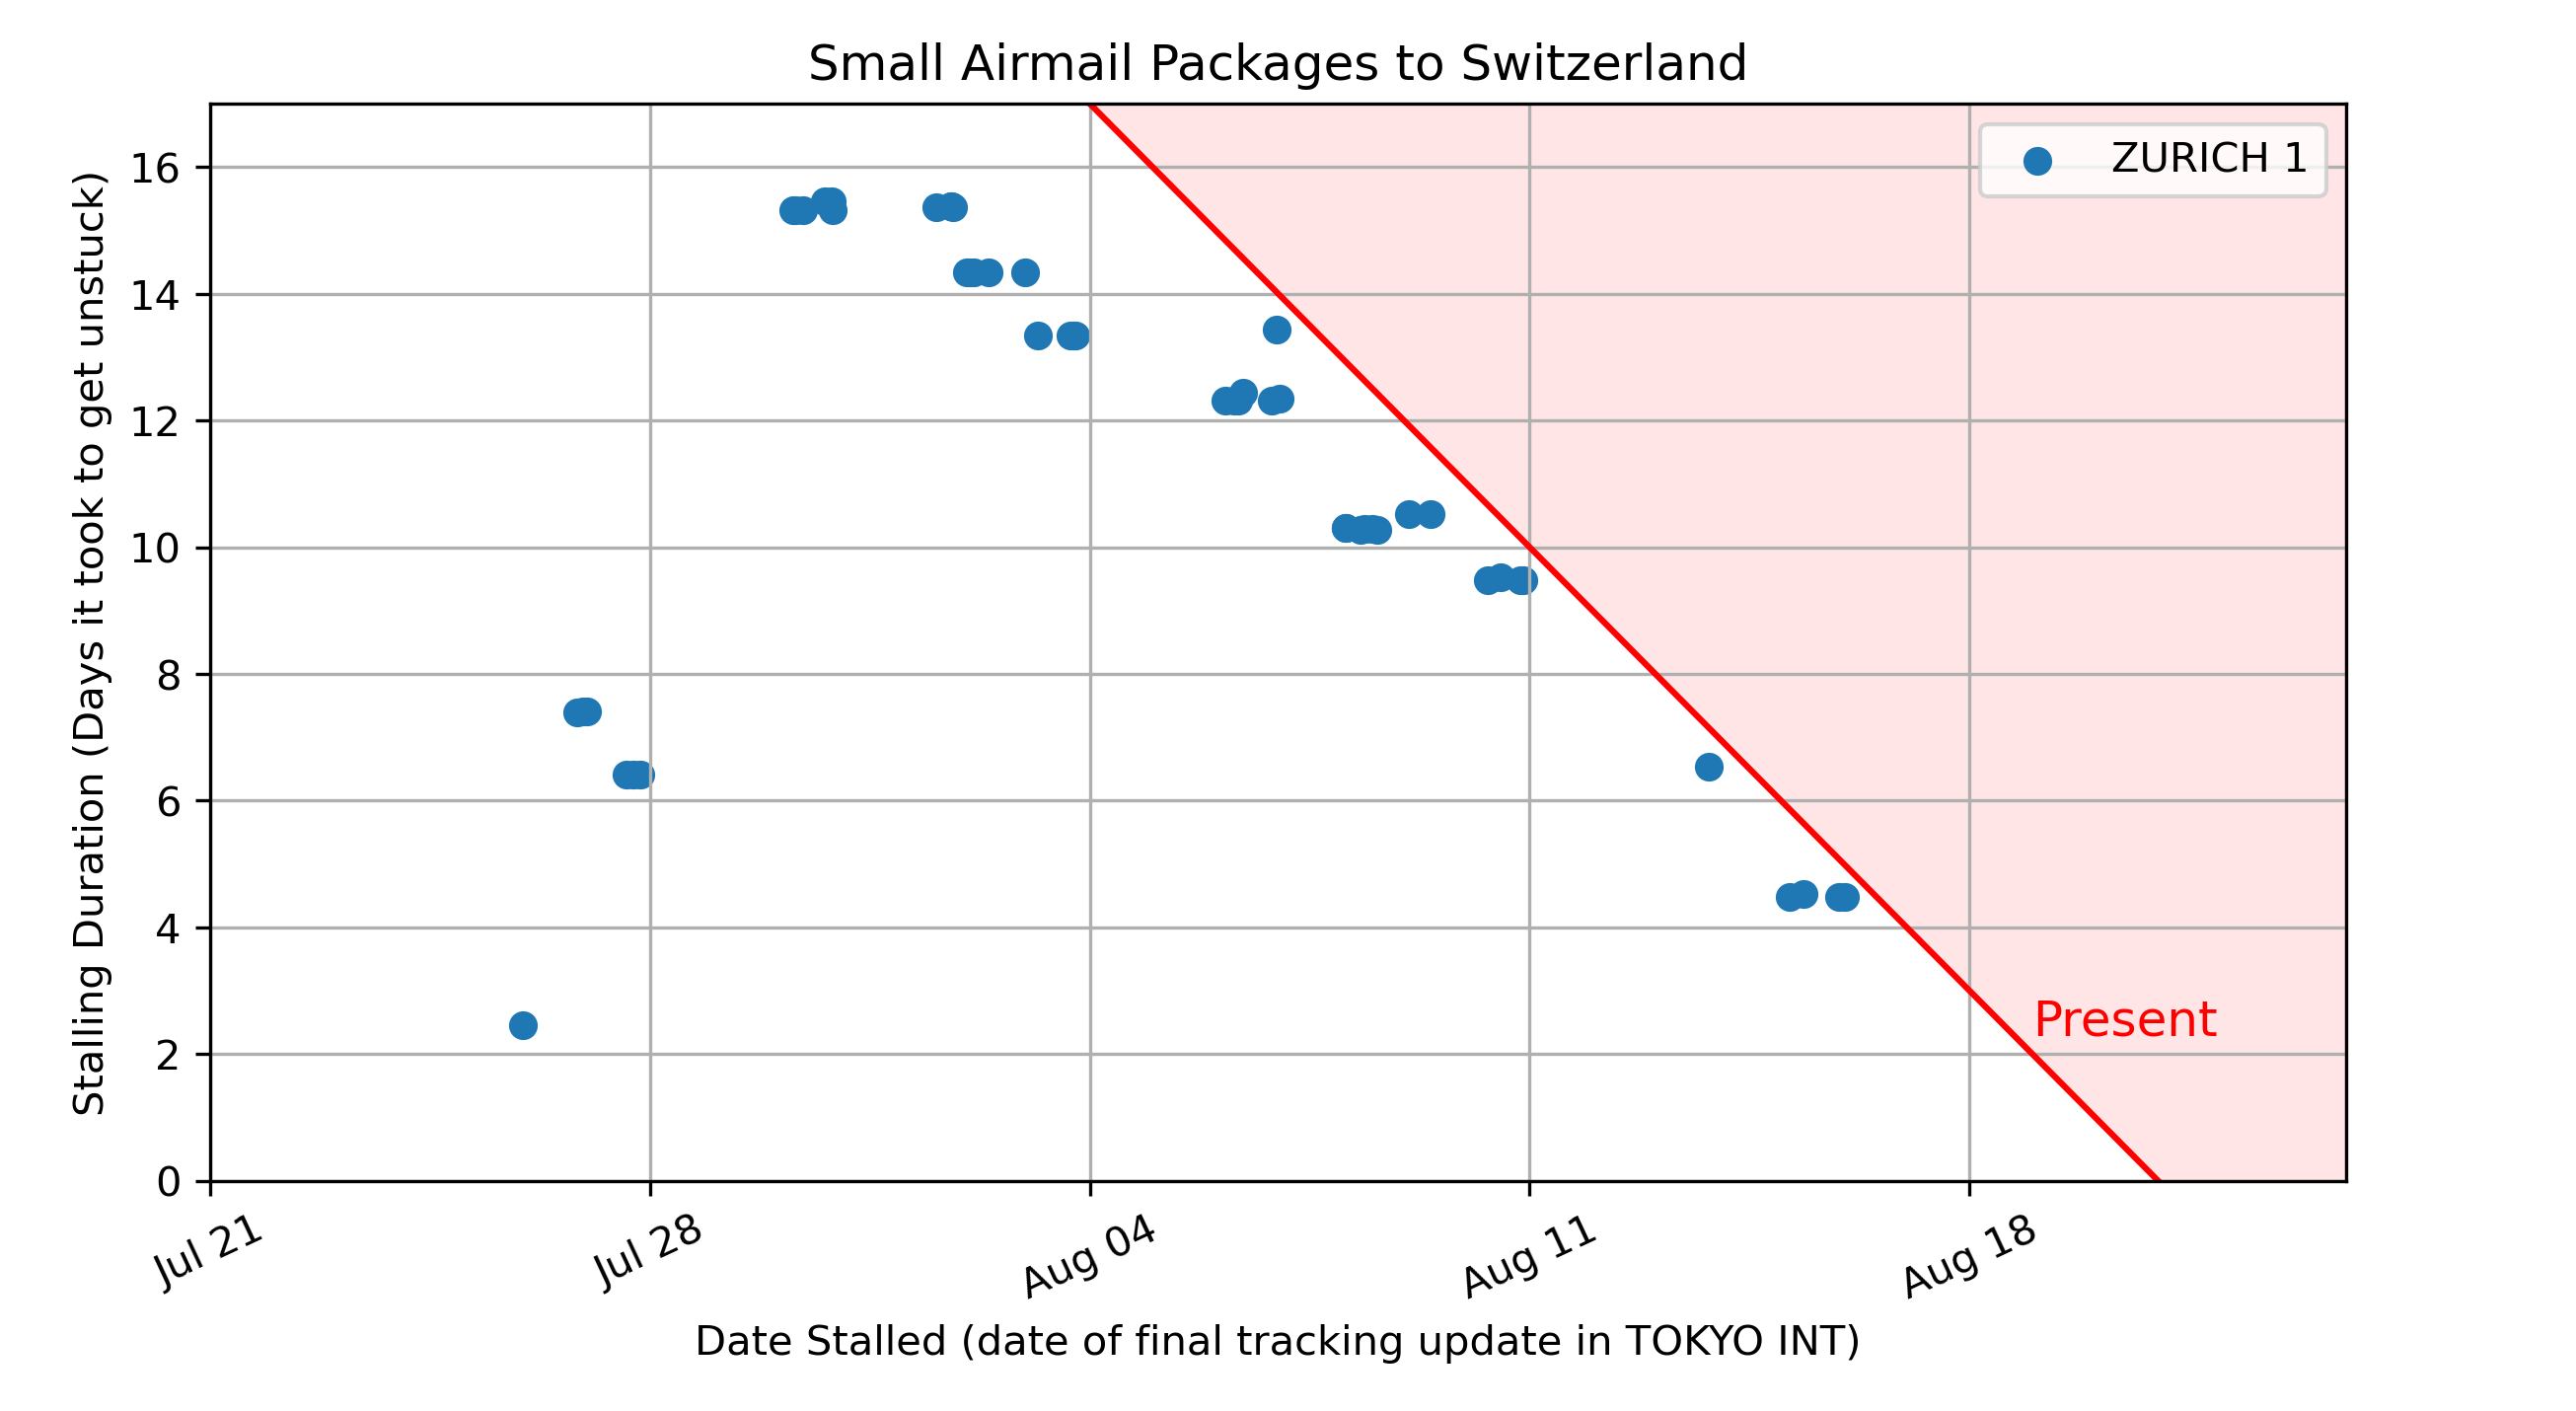 Small Airmail Packages to Switzerland
ZURICH 1
Stalling Duration (Days it took to get unstuck)
16
14
12
10
8
6
4
2
0
Present
Jul 21
Jul 28
Aug 04
Aug 11
Aug 18
Date Stalled (date of final tracking update in TOKYO INT)